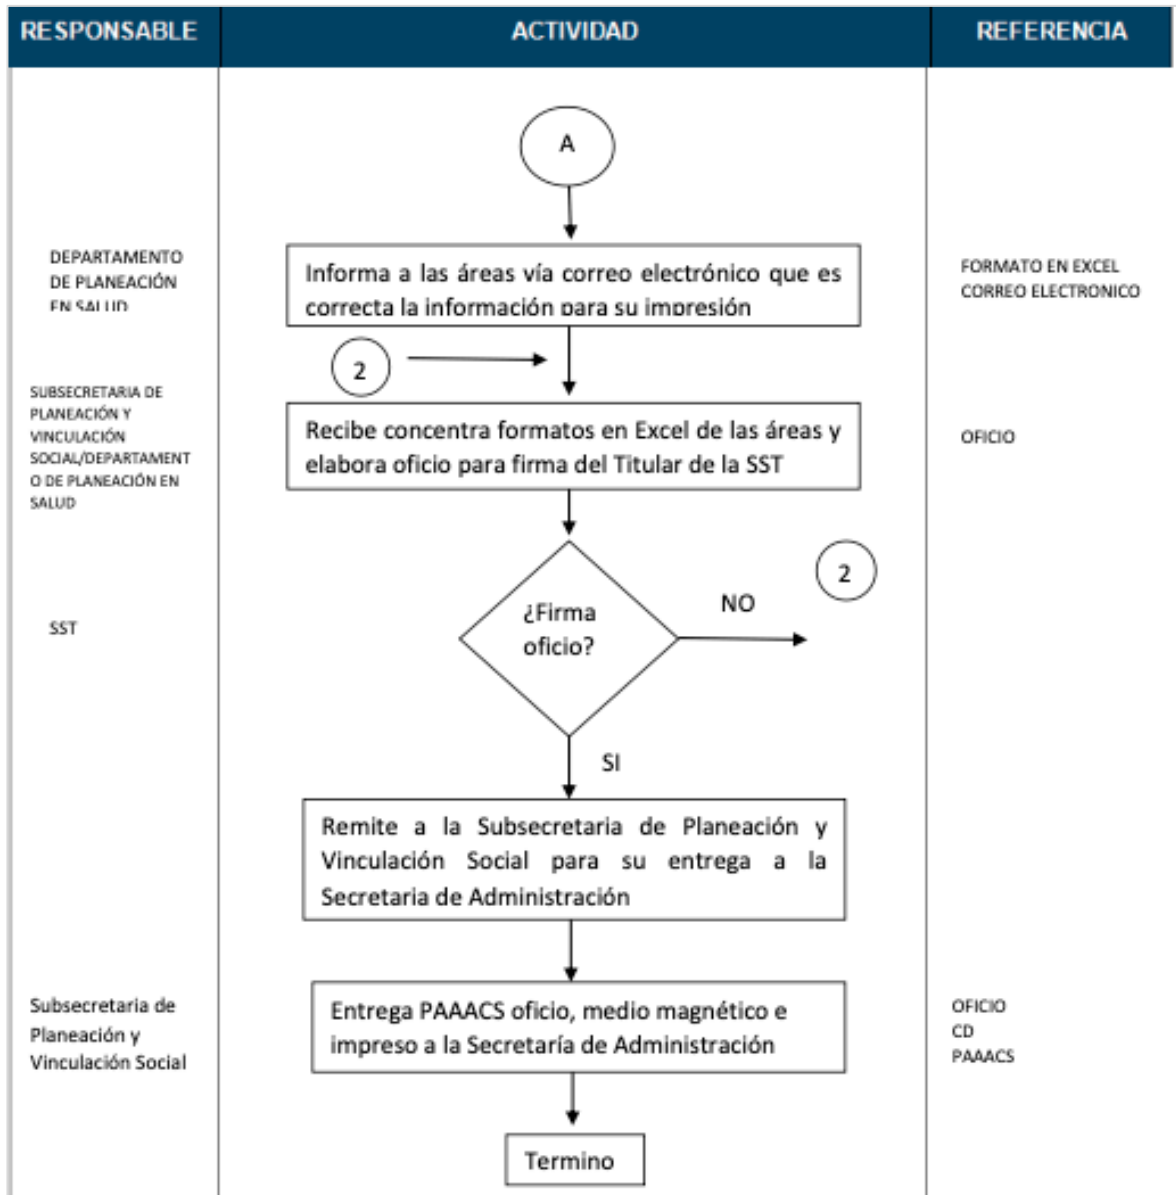 RESPONSABLE
ACTIVIDAD
REFERENCIA
A
DEPARTAMENTO
DE PLANEACIÓN
EN SALUD
Informa a las áreas vía correo electrónico que es
correcta la información para su impresión
FORMATO EN EXCEL
CORREO ELECTRONICO
2
SUBSECRETARIA DE
PLANEACIÓN Y
VINCULACIÓN
SOCIAL/DEPARTAMENT
O DE PLANEACIÓN EN
SALUD
Recibe concentra formatos en Excel de las áreas y
elabora oficio para firma del Titular de la SST
OFICIO
SST
¿Firma
oficio?
NO
2
SI
Remite a la Subsecretaria de Planeación y
Vinculación Social para su entrega a la
Secretaria de Administración
Subsecretaria de
Planeación y
Vinculación Social
Entrega PAAACS oficio, medio magnético e
impreso a la Secretaría de Administración
OFICIO
CD
PAAACS
Termino